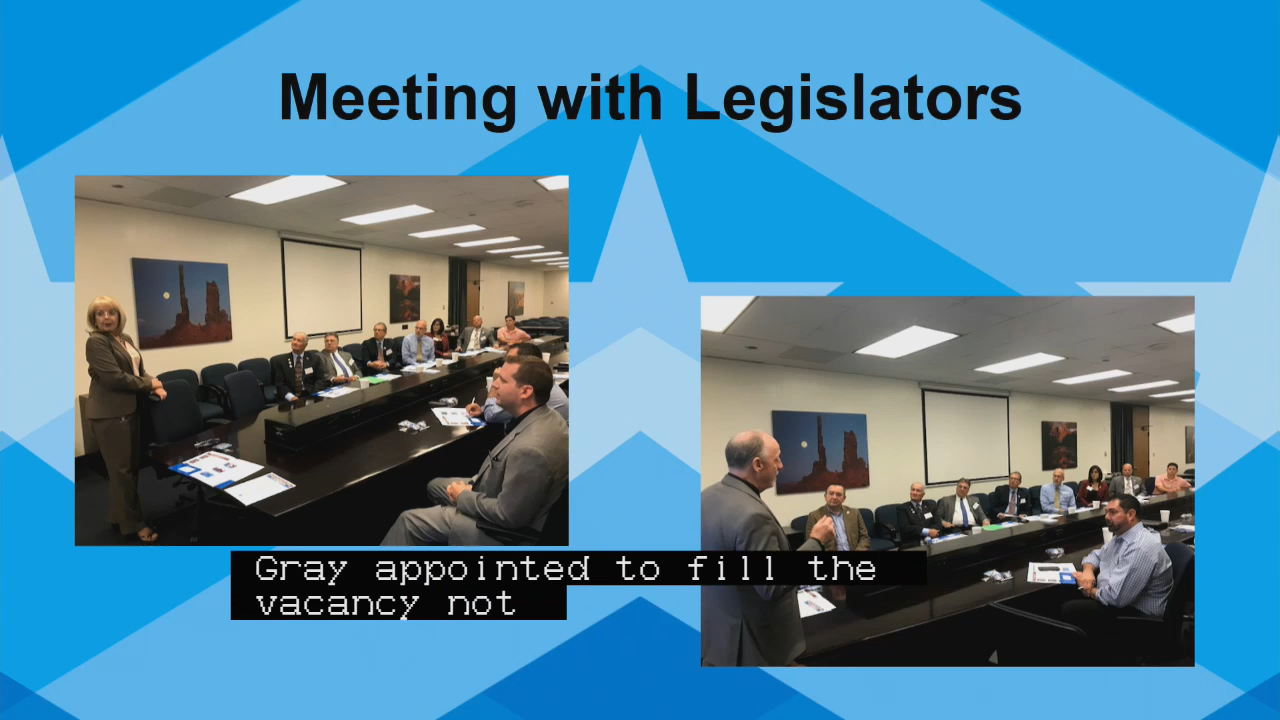 Meeting with Legislators
Gray appointed to fill the
vacancy not